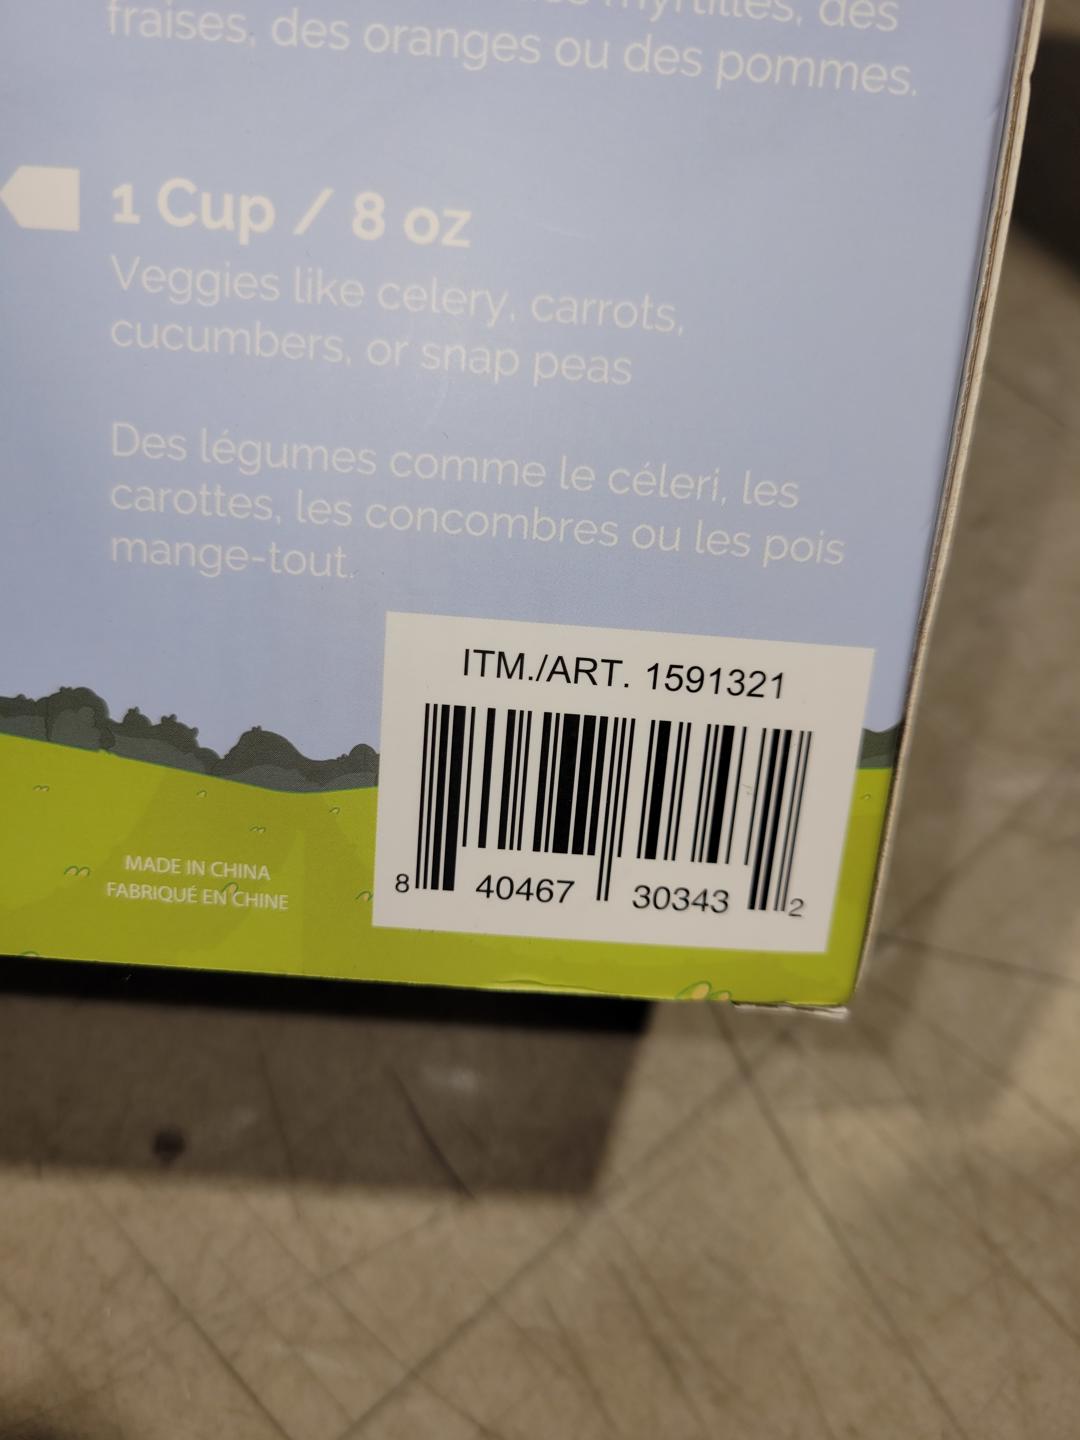 myrtilles, des
fraises, des oranges ou des pommes.
1 Cup / 8 oz
Veggies like celery, carrots,
cucumbers, or snap peas
Des légumes comme le céleri, les
carottes, les concombres ou les pois
mange-tout.
ITM./ART. 1591321
8 40467 30343 2
MADE IN CHINA
FABRIQUÉ EN CHINE